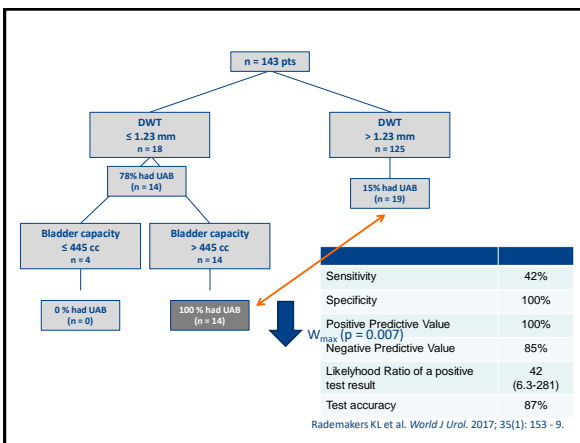 n = 143 pts
DWT
≤ 1.23 mm
n = 18
DWT
> 1.23 mm
n = 125
78% had UAB
(n = 14)
15% had UAB
(n = 19)
Bladder capacity
≤ 445 cc
n = 4
Bladder capacity
> 445 cc
n = 14
0 % had UAB
(n = 0)
100 % had UAB
(n = 14)
Wmax (p = 0.007)
Sensitivity 42%
Specificity 100%
Positive Predictive Value 100%
Negative Predictive Value 85%
Likelyhood Ratio of a positive
test result
42
(6.3-281)
Test accuracy 87%
Rademakers KL et al. World J Urol. 2017; 35(1): 153 - 9.